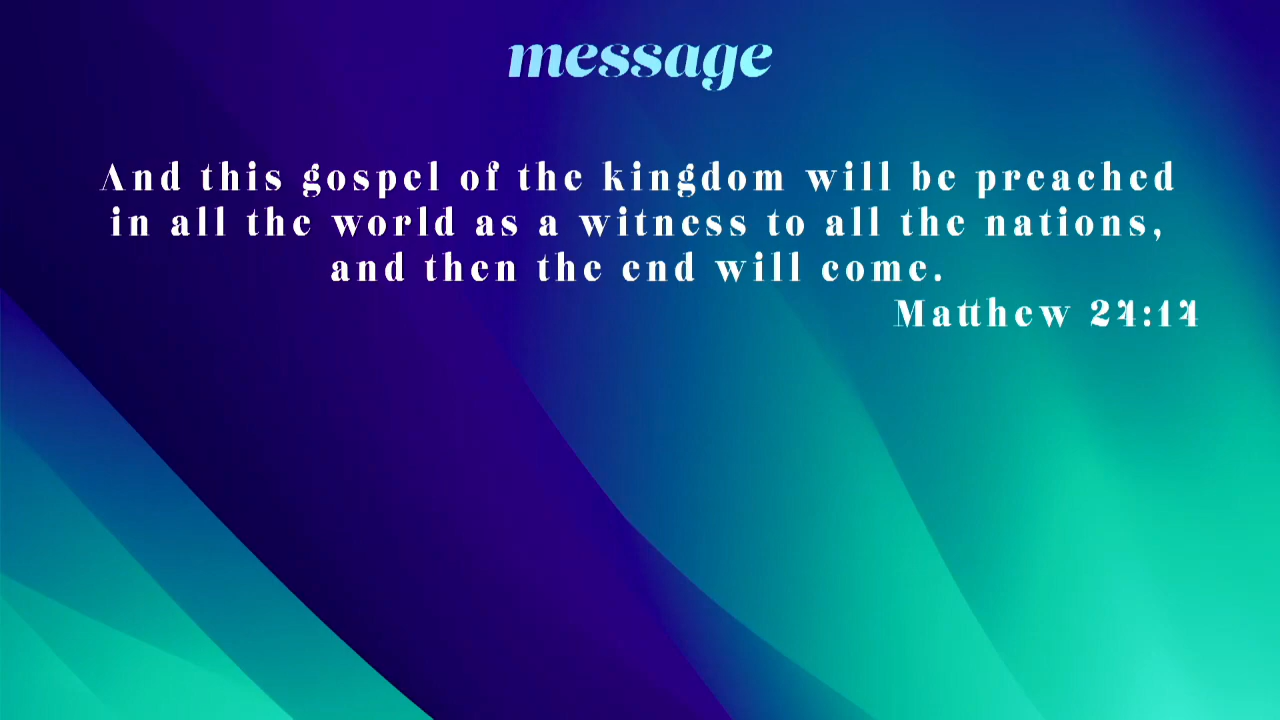 message
And this gospel of the kingdom will be preached
in all the world as a witness to all the nations,
and then the end will come.
Matthew 24:14